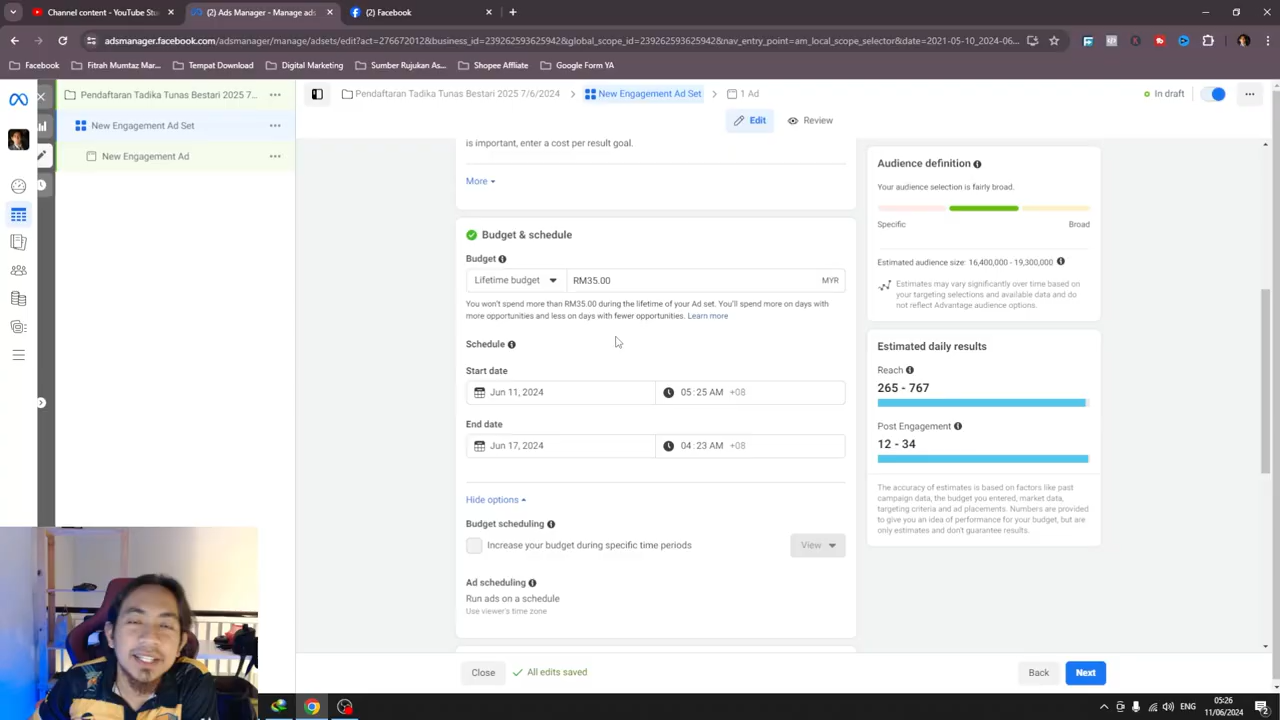 Channel content - YouTube S
(2) Ads Manager - Manage ads
(2) Facebook
adsmanager.facebook.com/adsmanager/manage/adsets/edit?act=276672012&business_id=239262593625942&global_scope_id=239262593625942&nav_entry_point=am_local_scope_selector&date=2021-05-10_2024-06...
Facebook
Fitrah Mumtaz Mar...
Tempat Download
Digital Marketing
Sumber Rujukan As...
Shopee Affliate
Google Form YA
Pendaftaran Tadika Tunas Bestari 2025 7...
New Engagement Ad Set
New Engagement Ad
Pendaftaran Tadika Tunas Bestari 2025 7/6/2024
New Engagement Ad Set
1 Ad
In draft
Edit
Review
is important, enter a cost per result goal.
More
Budget & schedule
Budget
Lifetime budget
RM35.00
MYR
You won't spend more than RM35.00 during the lifetime of your Ad set. You'll spend more on days with
more opportunities and less on days with fewer opportunities. Learn more
Schedule
Start date
Jun 11, 2024
05:25 AM +08
End date
Jun 17, 2024
04:23 AM +08
Hide options
Budget scheduling
Increase your budget during specific time periods
View
Ad scheduling
Run ads on a schedule
Use viewer's time zone
Close
All edits saved
Back
Next
Audience definition
Your audience selection is fairly broad.
Specific
Broad
Estimated audience size: 16,400,000 - 19,300,000
Estimates may vary significantly over time based on
your targeting selections and available data and do
not reflect Advantage audience options.
Estimated daily results
Reach
265 - 767
Post Engagement
12 - 34
The accuracy of estimates is based on factors like past
campaign data, the budget you entered, market data,
targeting criteria and ad placements. Numbers are provided
to give you an idea of performance for your budget, but are
only estimates and don't guarantee results.
ENG
05:26
11/06/2024